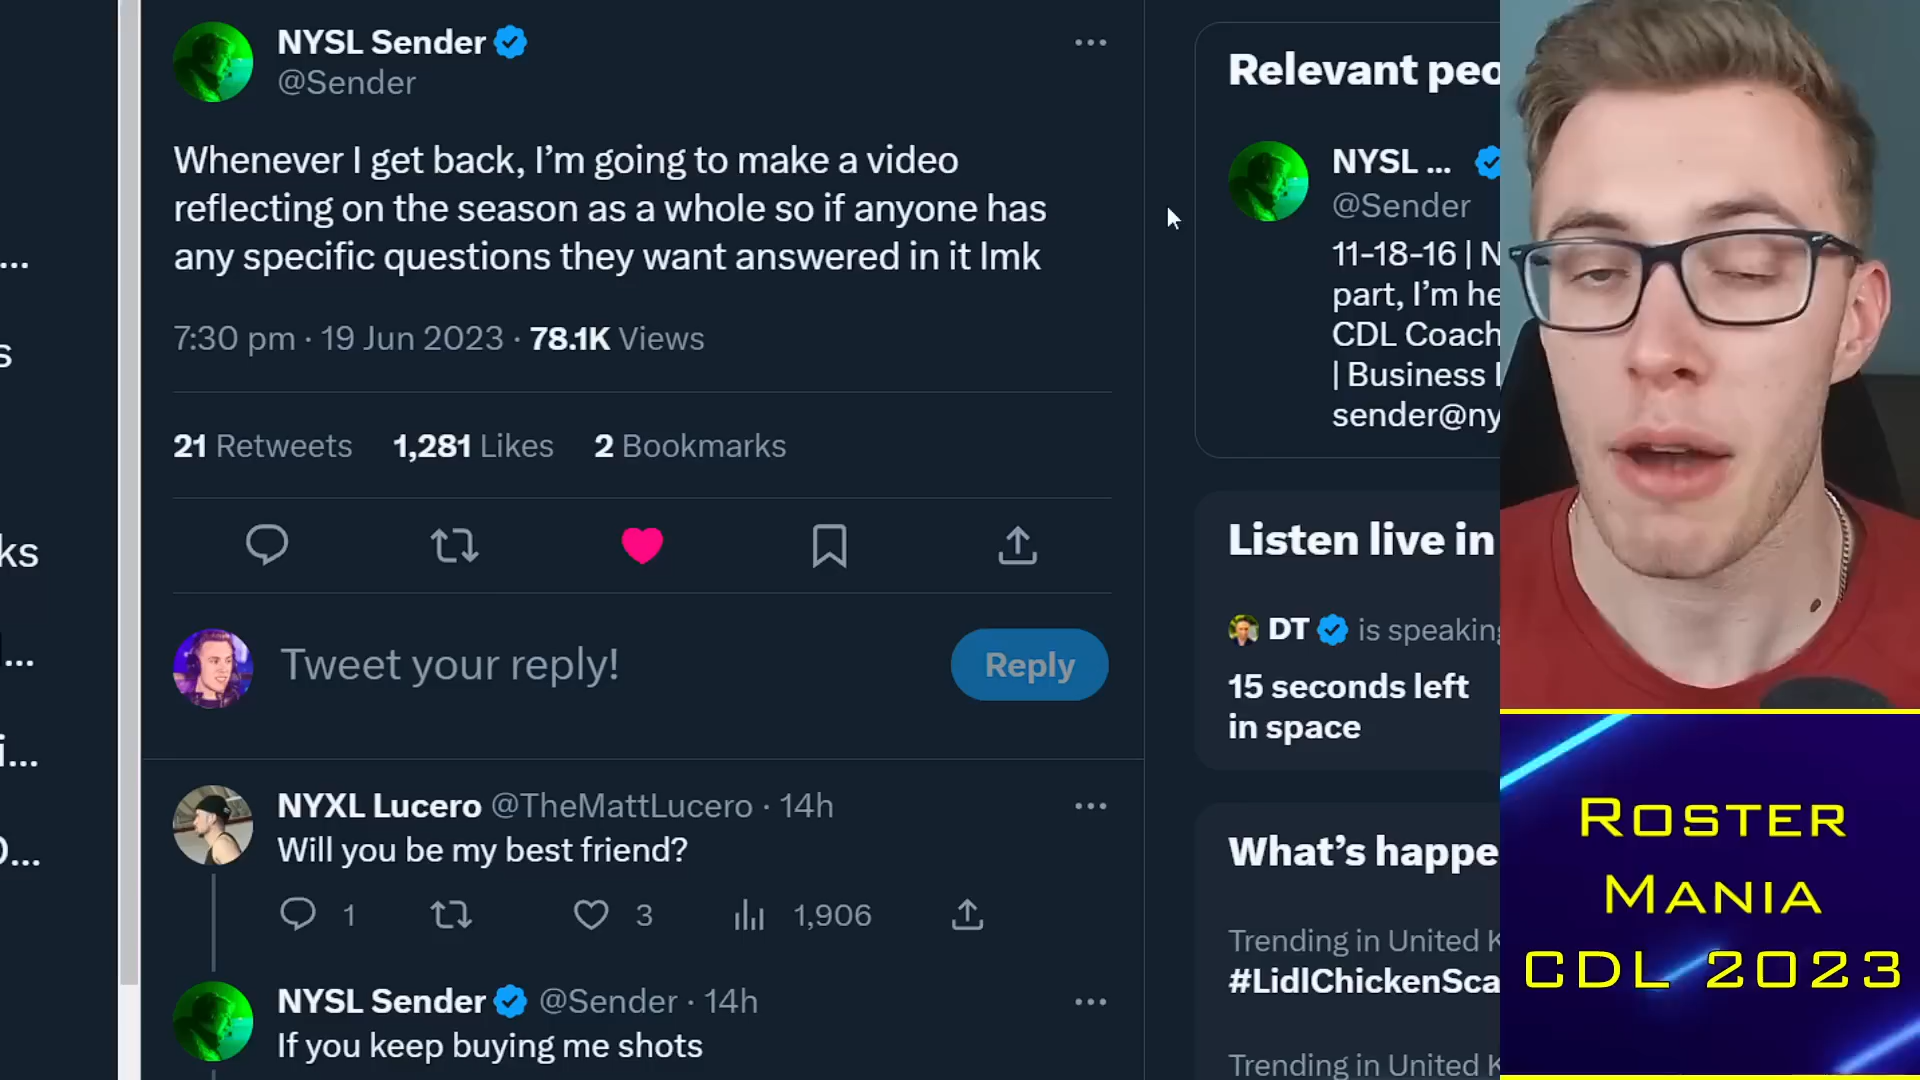 NYSL Sender
@Sender
Whenever I get back, I'm going to make a video
reflecting on the season as a whole so if anyone has
any specific questions they want answered in it lmk
7:30 pm · 19 Jun 2023 · 78.1K Views
21 Retweets 1,281 Likes 2 Bookmarks
Tweet your reply!
Reply
NYXL Lucero @TheMattLucero · 14h
Will you be my best friend?
1 3 1,906
NYSL Sender @Sender · 14h
If you keep buying me shots
Relevant peo
NYSL ...
@Sender
11-18-16 | N
part, I'm he
CDL Coach
| Business
sender@ny
Listen live in
DT is speaking
15 seconds left
in space
What's happe
Trending in United K
#LidlChickenSca
Trending in United K
ROSTER
MANIA
CDL 2023
...
s
ks
...
i...
...